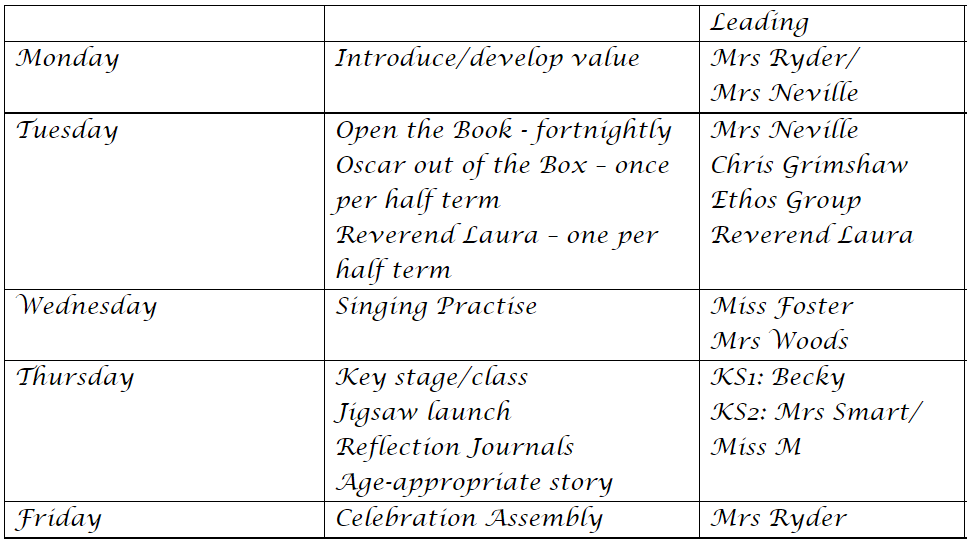 Leading
Monday Introduce/develop value Mrs Ryder/
Mrs Neville
Tuesday Open the Book - fortnightly Mrs Neville
Oscar out of the Box – once Chris Grimshaw
per half term Ethos Group
Reverend Laura – one per Reverend Laura
half term
Wednesday Singing Practise Miss Foster
Mrs Woods
Thursday Key stage/class KS1: Becky
Jigsaw launch KS2: Mrs Smart/
Reflection Journals Miss M
Age-appropriate story
Friday Celebration Assembly Mrs Ryder